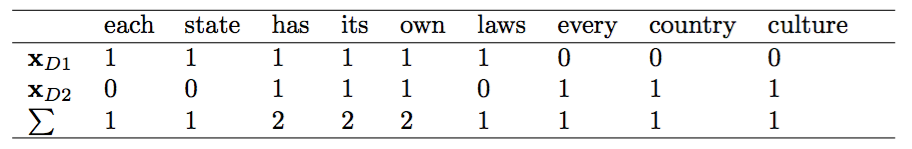 each state has its own laws every country culture
x_D1 1 1 1 1 1 1 0 0 0
x_D2 0 0 1 1 1 0 1 1 1
∑ 1 1 2 2 2 1 1 1 1